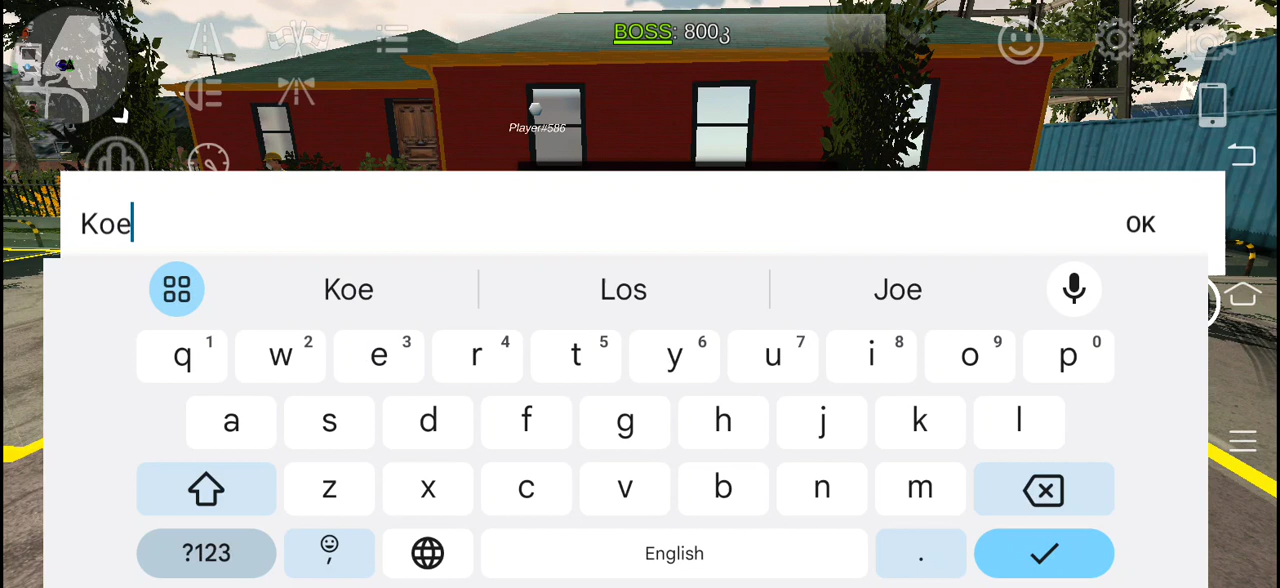 BOSS: 8003
Player#586
Koe
OK
Koe Los Joe
q 1 w 2 e 3 r 4 t 5 y 6 u 7 i 8 o 9 p 0
a s d f g h j k l
z x c v b n m
?123 , English .